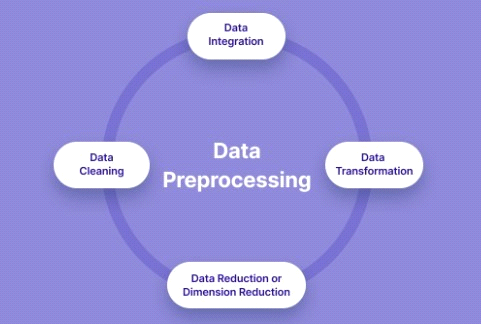 Data
Integration
Data
Cleaning
Data
Preprocessing
Data
Transformation
Data Reduction or
Dimension Reduction